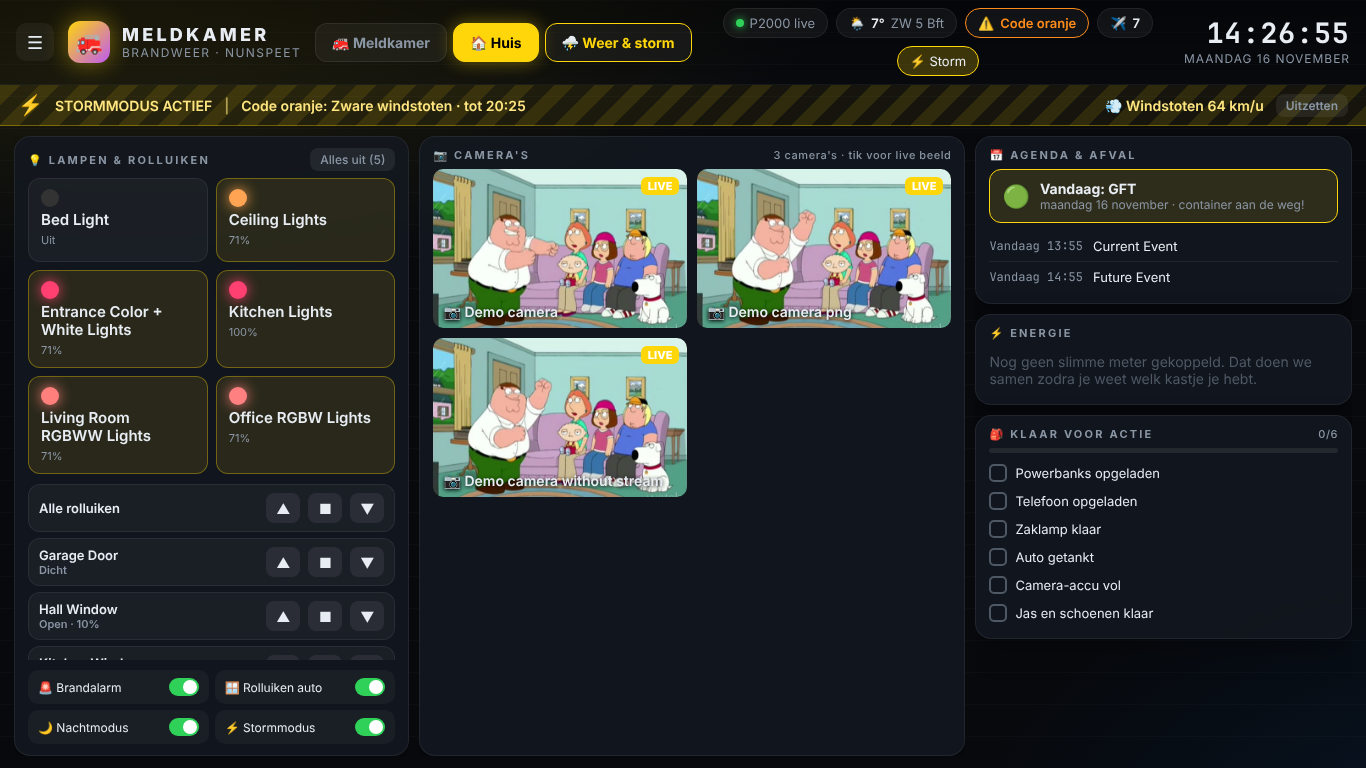 MELDKAMER
BRANDWEER · NUNSPEET
Meldkamer
Huis
Weer & storm
P2000 live
7° ZW 5 Bft
Code oranje
7
Storm
14:26:55
MAANDAG 16 NOVEMBER
STORMMODUS ACTIEF | Code oranje: Zware windstoten · tot 20:25
Windstoten 64 km/u
Uitzetten
LAMPEN & ROLLUIKEN
Alles uit (5)
Bed Light
Uit
Ceiling Lights
71%
Entrance Color +
White Lights
71%
Kitchen Lights
100%
Living Room
RGBWW Lights
71%
Office RGBW Lights
71%
Alle rolluiken
Garage Door
Dicht
Hall Window
Open · 10%
Brandalarm
Rolluiken auto
Nachtmodus
Stormmodus
CAMERA'S
3 camera's · tik voor live beeld
LIVE
Demo camera
LIVE
Demo camera png
LIVE
Demo camera without stream
AGENDA & AFVAL
Vandaag: GFT
maandag 16 november · container aan de weg!
Vandaag 13:55 Current Event
Vandaag 14:55 Future Event
ENERGIE
Nog geen slimme meter gekoppeld. Dat doen we
samen zodra je weet welk kastje je hebt.
KLAAR VOOR ACTIE
0/6
Powerbanks opgeladen
Telefoon opgeladen
Zaklamp klaar
Auto getankt
Camera-accu vol
Jas en schoenen klaar